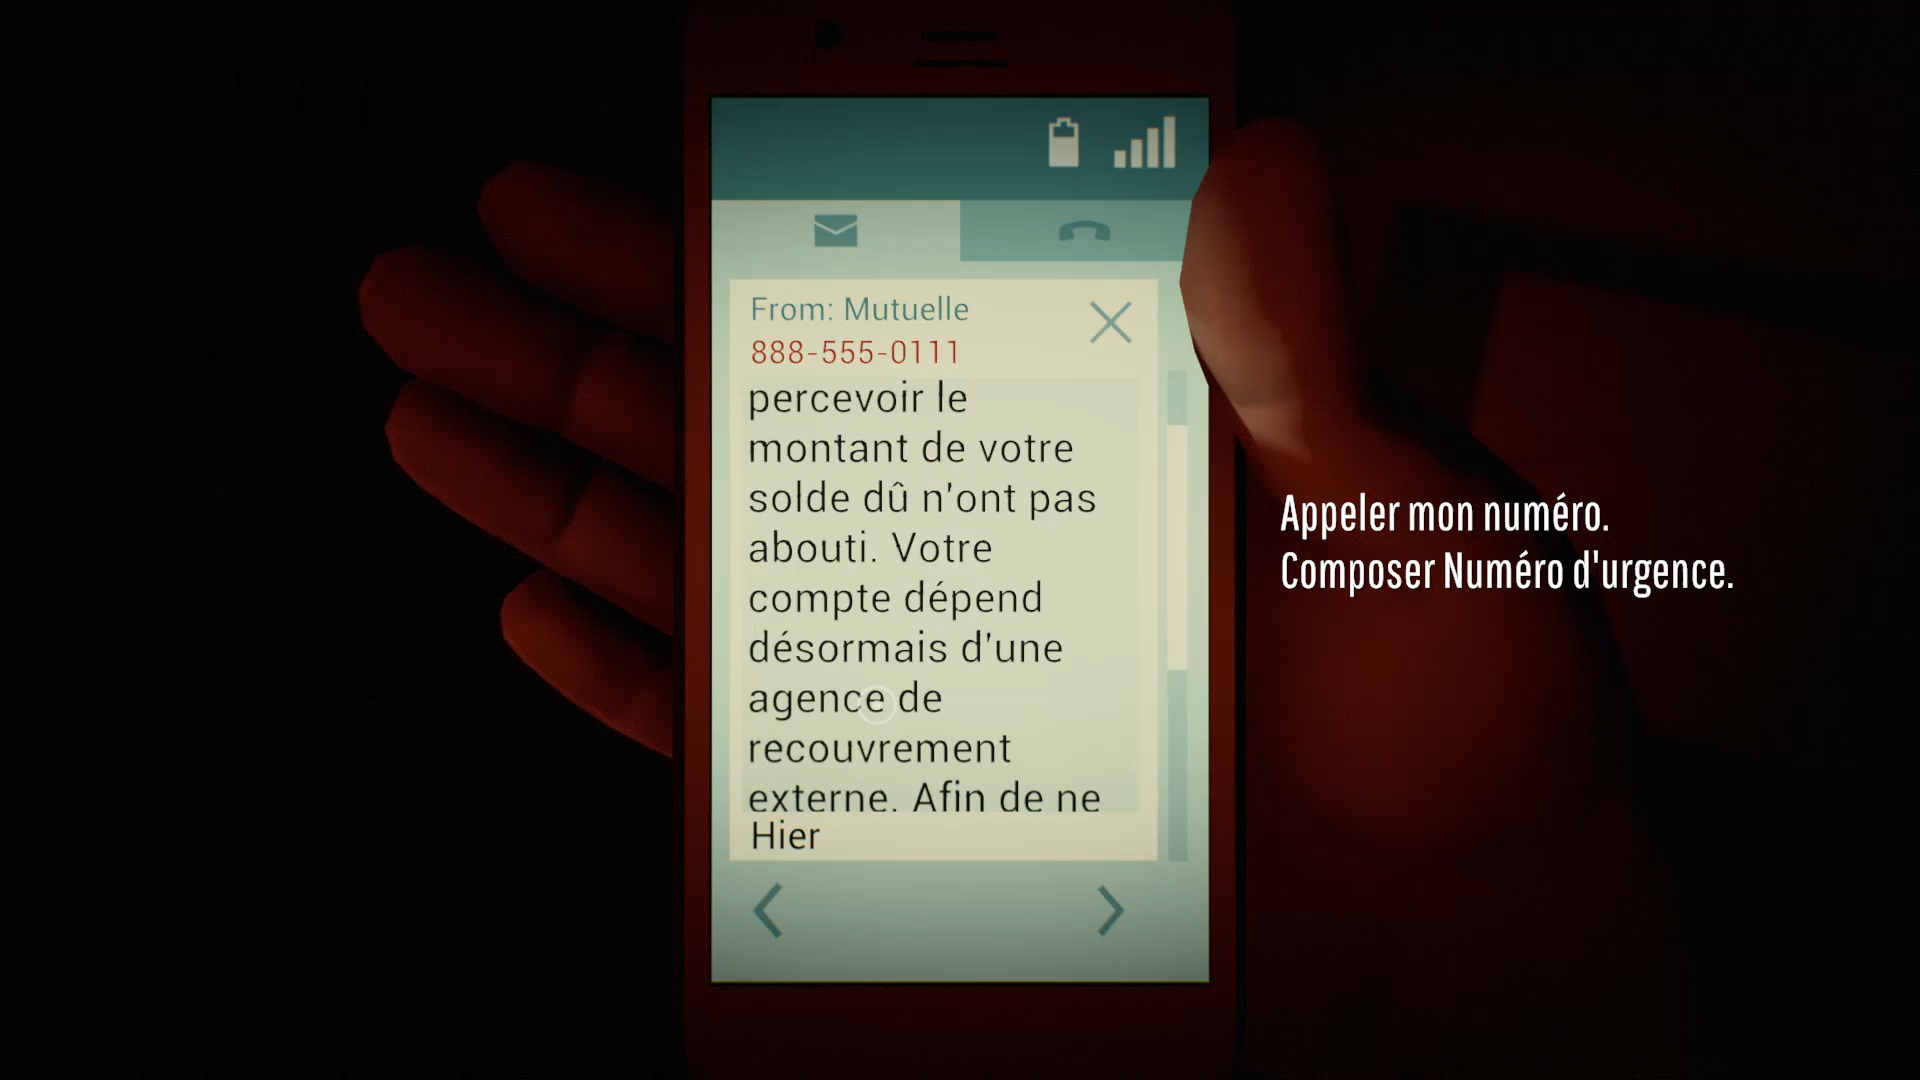 From: Mutuelle
888-555-0111
percevoir le
montant de votre
solde dû n'ont pas
abouti. Votre
compte dépend
désormais d'une
agence de
recouvrement
externe. Afin de ne
Hier
Appeler mon numéro.
Composer Numéro d'urgence.